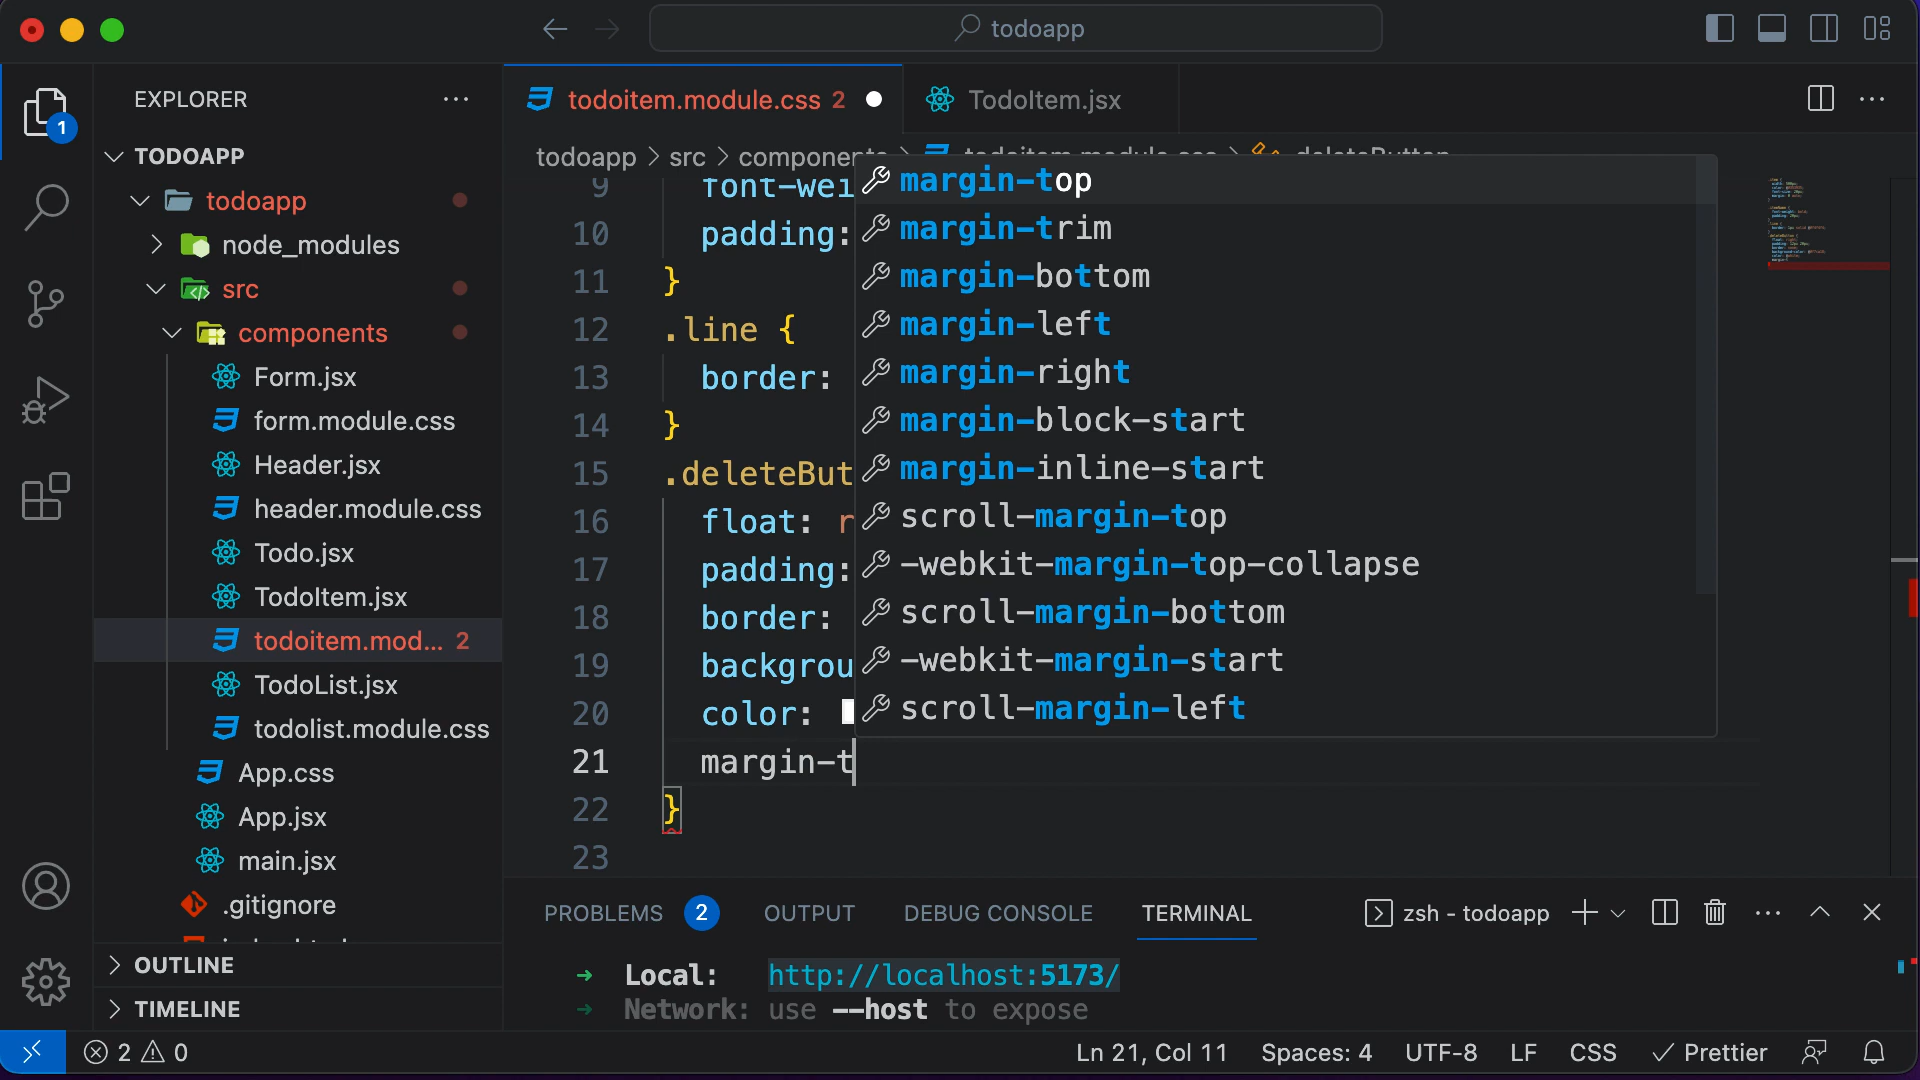 todoapp
EXPLORER
TODOAPP
todoapp
node_modules
src
components
Form.jsx
form.module.css
Header.jsx
header.module.css
Todo.jsx
TodoItem.jsx
todoitem.mod... 2
TodoList.jsx
todolist.module.css
App.css
App.jsx
main.jsx
.gitignore
OUTLINE
TIMELINE
1
todoitem.module.css 2
TodoItem.jsx
todoapp > src > components > todoitem.module.css > deleteButton
9 font-wei
10 padding:
11 }
12 .line {
13 border:
14 }
15 .deleteBut
16 float: r
17 padding:
18 border:
19 backgrou
20 color:
21 margin-t
22 }
23
margin-top
margin-trim
margin-bottom
margin-left
margin-right
margin-block-start
margin-inline-start
scroll-margin-top
-webkit-margin-top-collapse
scroll-margin-bottom
-webkit-margin-start
scroll-margin-left
PROBLEMS 2 OUTPUT DEBUG CONSOLE TERMINAL zsh - todoapp
➜ Local: http://localhost:5173/
➜ Network: use --host to expose
2 0 Ln 21, Col 11 Spaces: 4 UTF-8 LF CSS Prettier